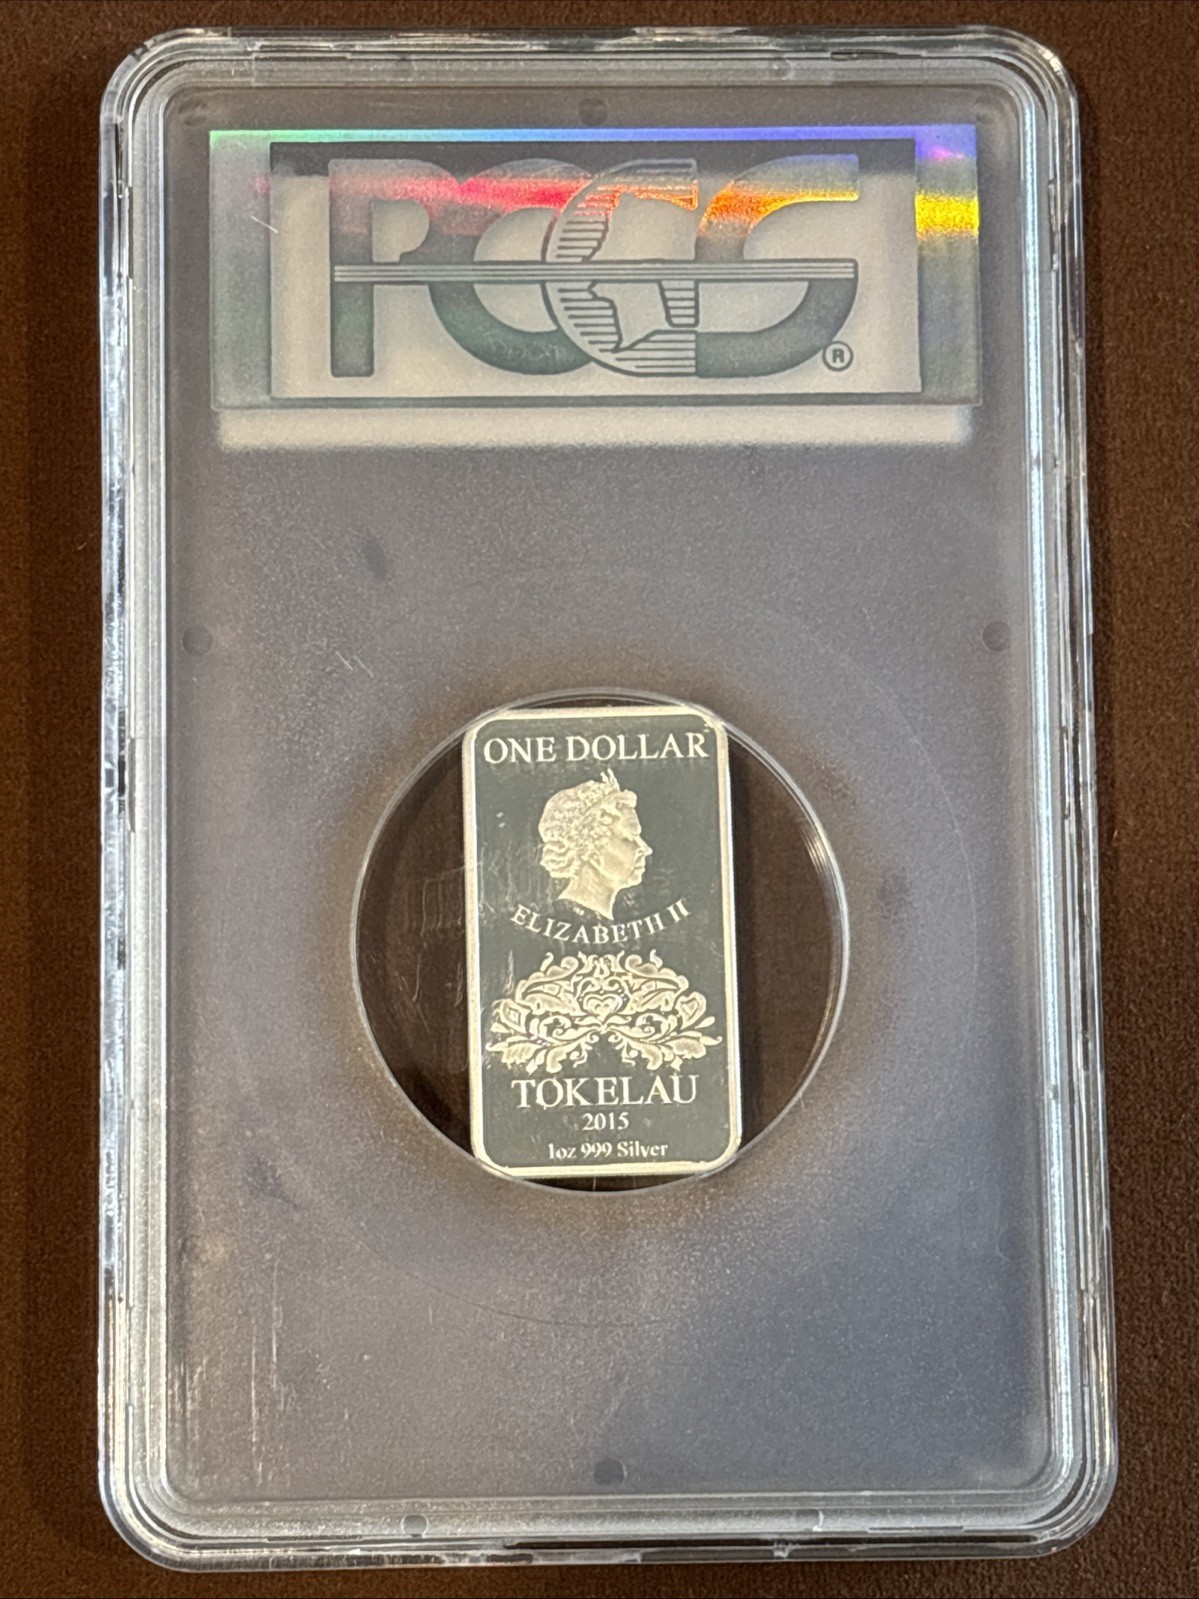 PCGS
®
ONE DOLLAR
ELIZABETH II
TOKELAU
2015
1oz 999 Silver